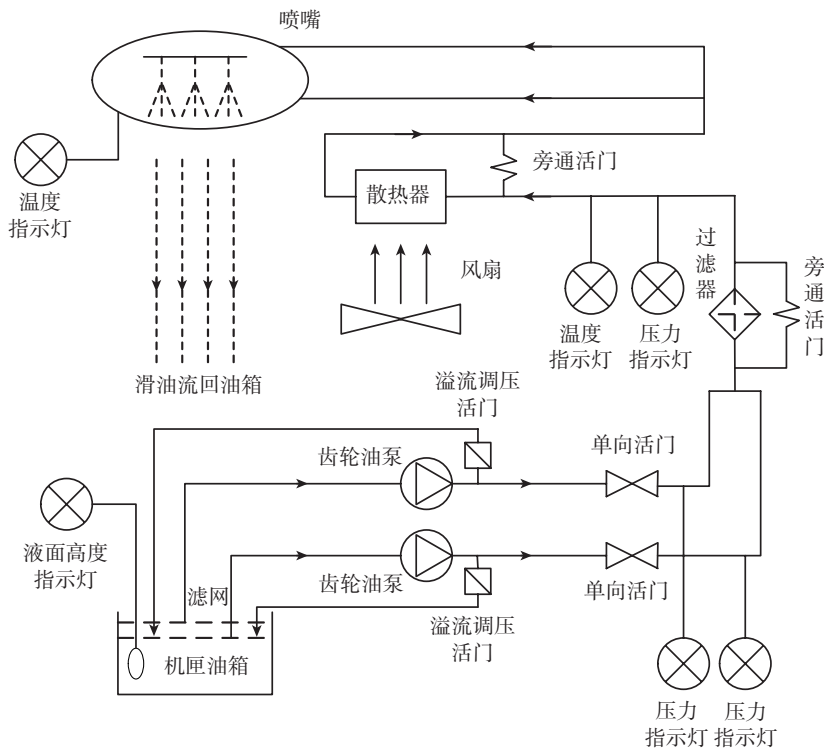 喷嘴
旁通活门
散热器
温度
指示灯
过滤器
旁通活门
风扇
温度
指示灯
压力
指示灯
滑油流回油箱
溢流调压
活门
齿轮油泵
单向活门
液面高度
指示灯
滤网
齿轮油泵
单向活门
溢流调压
活门
机匣油箱
压力
指示灯
压力
指示灯